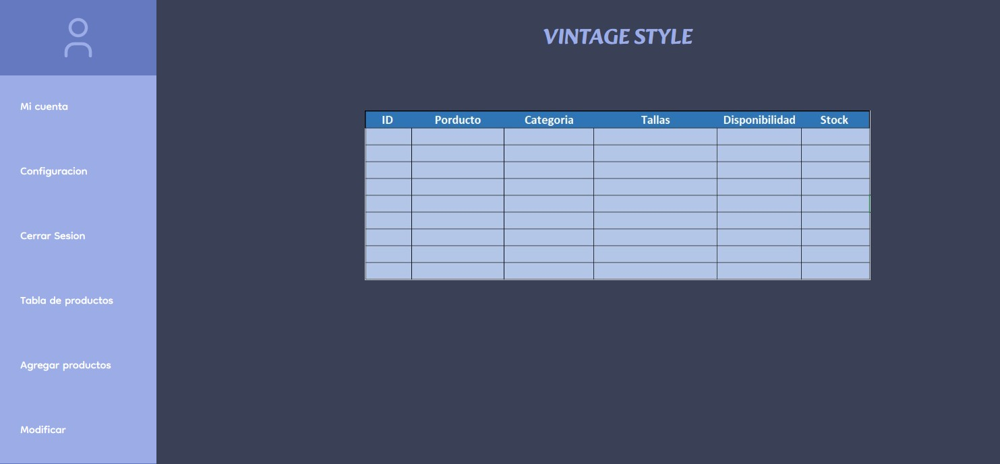 VINTAGE STYLE
Mi cuenta
Configuracion
Cerrar Sesion
Tabla de productos
Agregar productos
Modificar
ID Porducto Categoria Tallas Disponibilidad Stock